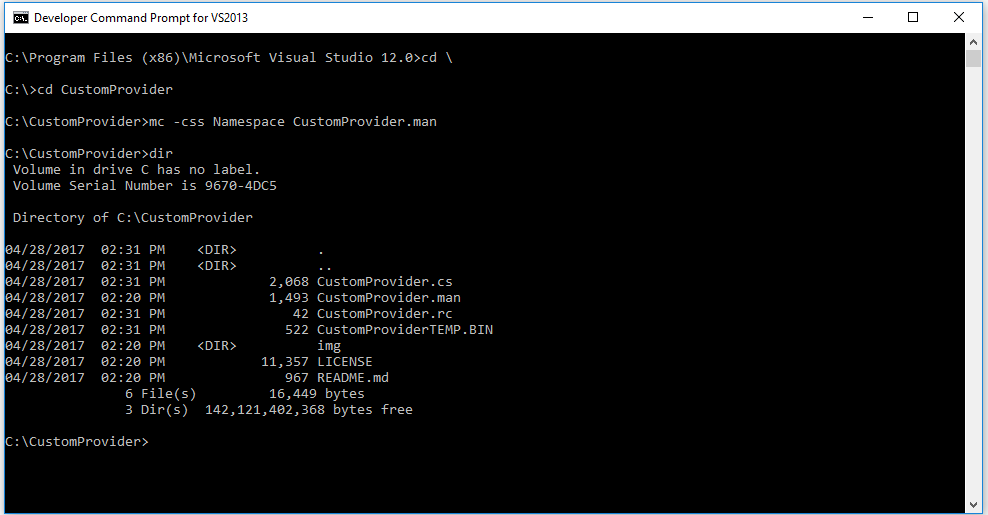 Developer Command Prompt for VS2013
C:\Program Files (x86)\Microsoft Visual Studio 12.0>cd \
C:\>cd CustomProvider
C:\CustomProvider>mc -css Namespace CustomProvider.man
C:\CustomProvider>dir
 Volume in drive C has no label.
 Volume Serial Number is 9670-4DC5
 Directory of C:\CustomProvider
04/28/2017  02:31 PM    <DIR>          .
04/28/2017  02:31 PM    <DIR>          ..
04/28/2017  02:31 PM             2,068 CustomProvider.cs
04/28/2017  02:20 PM             1,493 CustomProvider.man
04/28/2017  02:31 PM                42 CustomProvider.rc
04/28/2017  02:31 PM               522 CustomProviderTEMP.BIN
04/28/2017  02:20 PM    <DIR>          img
04/28/2017  02:20 PM            11,357 LICENSE
04/28/2017  02:20 PM               967 README.md
               6 File(s)         16,449 bytes
               3 Dir(s)  142,121,402,368 bytes free
C:\CustomProvider>